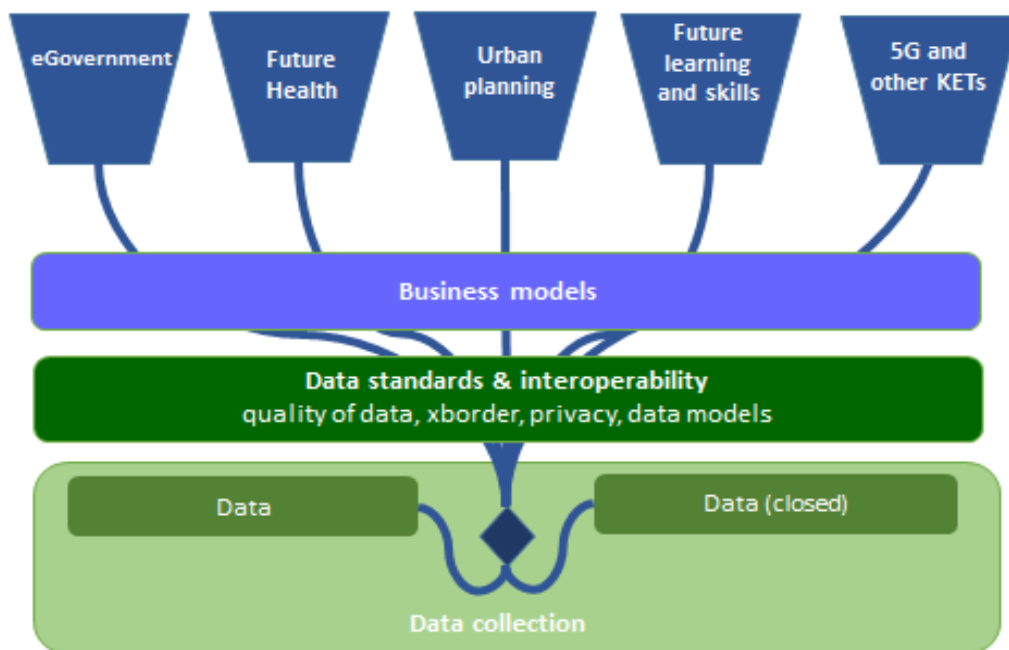 eGovernment
Future
Health
Urban
planning
Future
learning
and skills
5G and
other KETs
Business models
Data standards & interoperability
quality of data, xborder, privacy, data models
Data
Data (closed)
Data collection